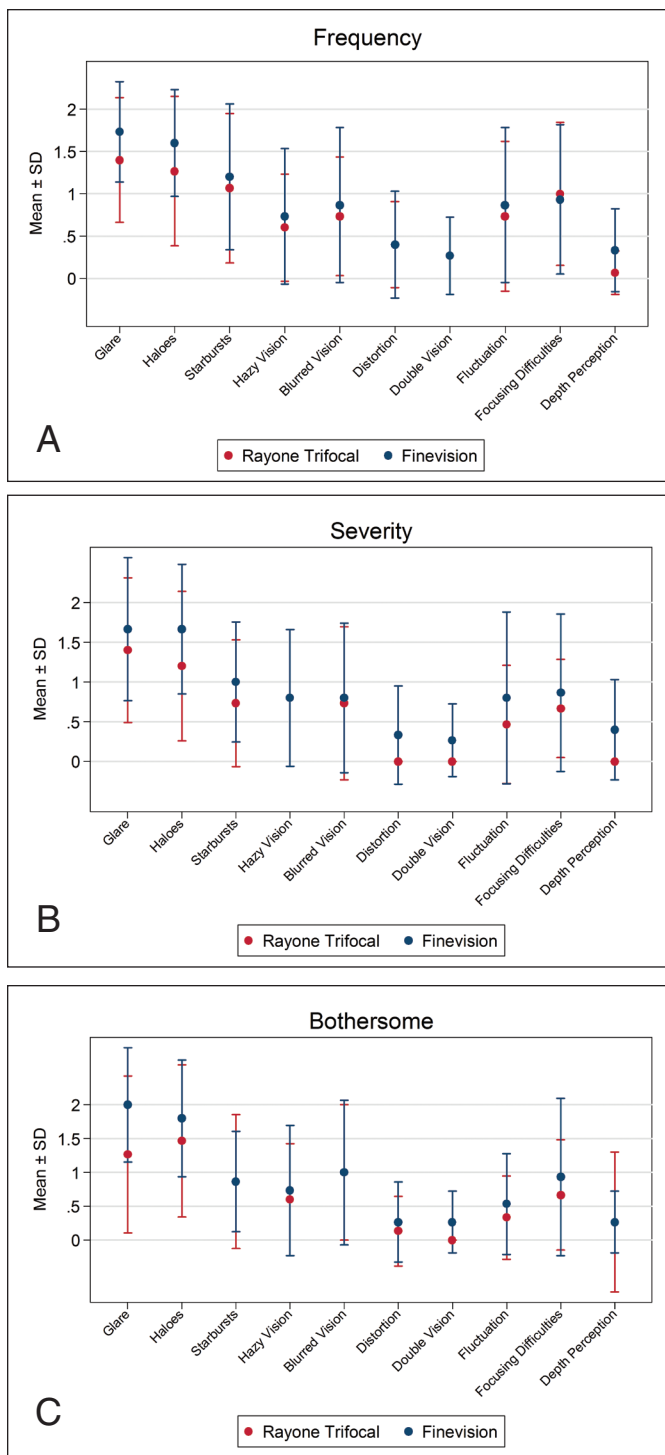 Frequency
2
1.5
1
.5
0
Mean ± SD
Glare
Haloes
Starbursts
Hazy Vision
Blurred Vision
Distortion
Double Vision
Fluctuation
Focusing Difficulties
Depth Perception
A
Rayone Trifocal Finevision
Severity
2
1.5
1
.5
0
Mean ± SD
Glare
Haloes
Starbursts
Hazy Vision
Blurred Vision
Distortion
Double Vision
Fluctuation
Focusing Difficulties
Depth Perception
B
Rayone Trifocal Finevision
Bothersome
2
1.5
1
.5
0
Mean ± SD
Glare
Haloes
Starbursts
Hazy Vision
Blurred Vision
Distortion
Double Vision
Fluctuation
Focusing Difficulties
Depth Perception
C
Rayone Trifocal Finevision